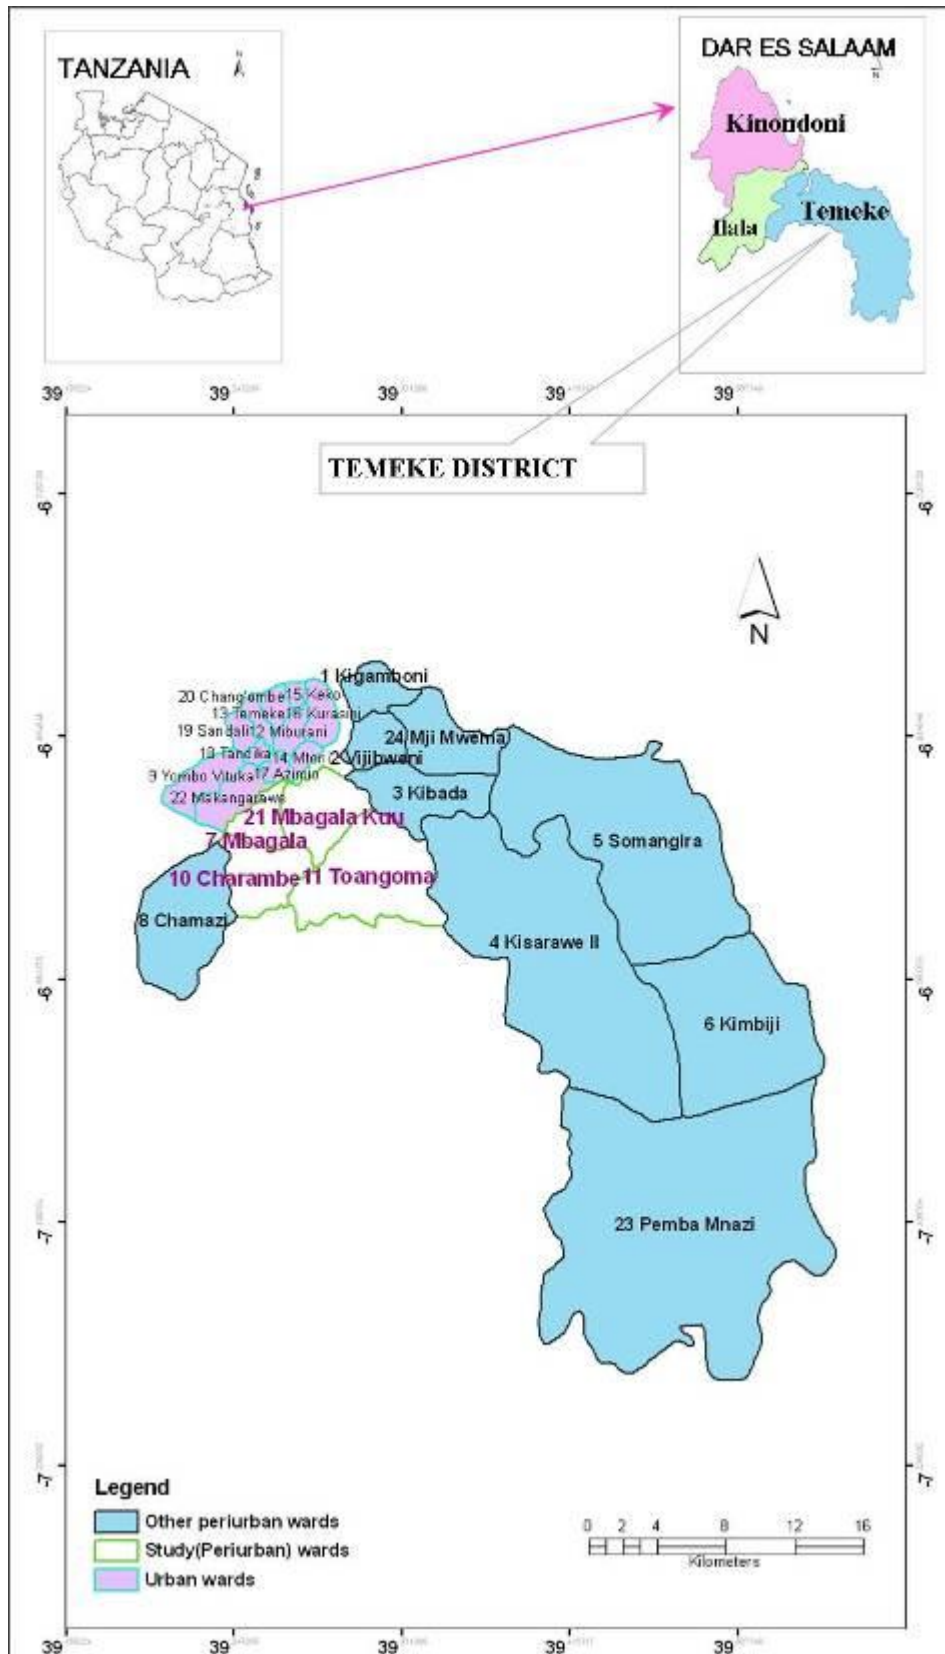 TANZANIA
N
DAR ES SALAAM
N
Kinondoni
Ilala
Temeke
39 39 39 39 39
TEMEKE DISTRICT
-6 -6
N
1 Kigamboni
20 Chang'ombe 15 Keko
13 Temeke 16 Kurasini
19 Sandali 12 Miburani
24 Mji Mwema
-6 -6
18 Tandika 14 Mtoni 2 Vijibweni
9 Yombo Vituka 17 Azimio
22 Makangarawe
3 Kibada
21 Mbagala Kuu
7 Mbagala
5 Somangira
10 Charambe 11 Toangoma
8 Chamazi
4 Kisarawe II
-6 -6
6 Kimbiji
-7 -7
23 Pemba Mnazi
-7 -7
Legend
Other periurban wards
Study(Periurban) wards
Urban wards
0 2 4 8 12 16
Kilometers
39 39 39 39 39